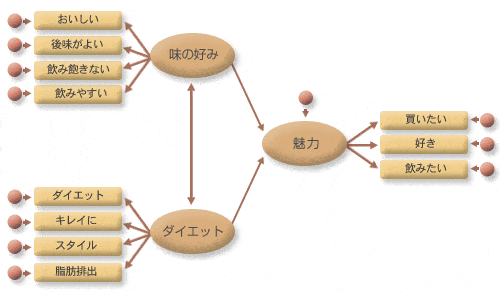 おいしい
後味がよい
飲み飽きない
飲みやすい
味の好み
魅力
買いたい
好き
飲みたい
ダイエット
ダイエット
キレイに
スタイル
脂肪排出